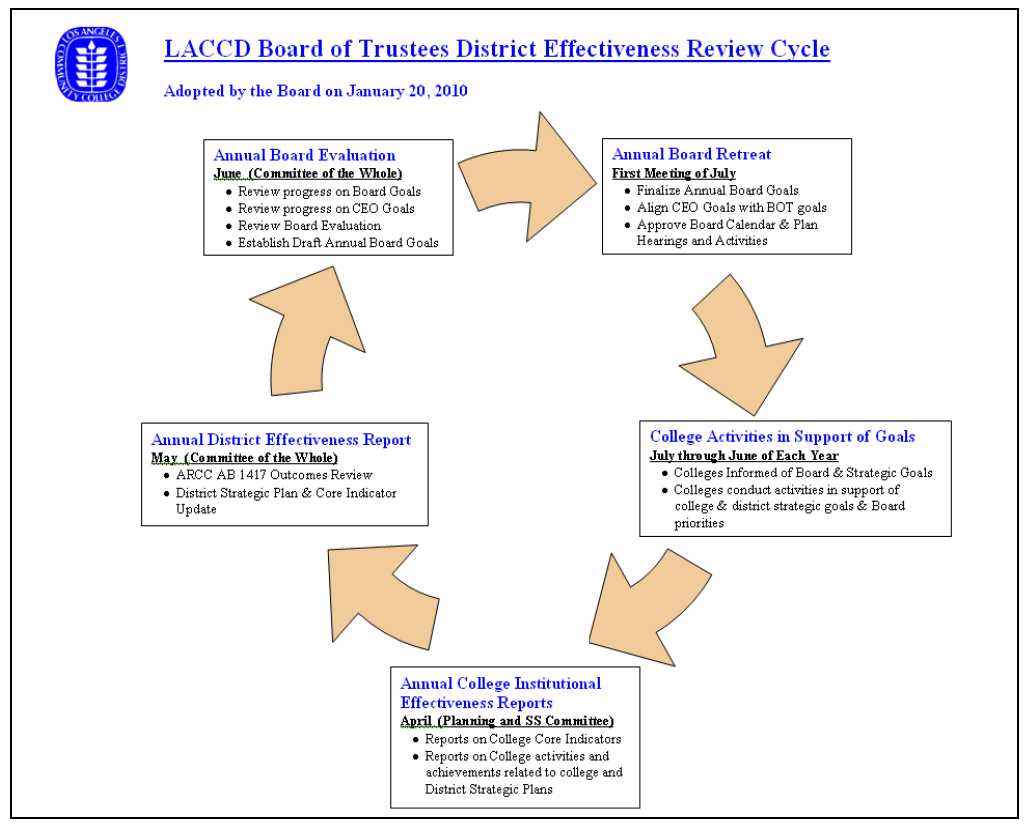 LOS ANGELES
COMMUNITY COLLEGE DISTRICT
LACCD Board of Trustees District Effectiveness Review Cycle
Adopted by the Board on January 20, 2010
Annual Board Evaluation
June (Committee of the Whole)
• Review progress on Board Goals
• Review progress on CEO Goals
• Review Board Evaluation
• Establish Draft Annual Board Goals
Annual Board Retreat
First Meeting of July
• Finalize Annual Board Goals
• Align CEO Goals with BOT goals
• Approve Board Calendar & Plan
Hearings and Activities
College Activities in Support of Goals
July through June of Each Year
• Colleges Informed of Board & Strategic Goals
• Colleges conduct activities in support of
college & district strategic goals & Board
priorities
Annual College Institutional
Effectiveness Reports
April (Planning and SS Committee)
• Reports on College Core Indicators
• Reports on College activities and
achievements related to college and
District Strategic Plans
Annual District Effectiveness Report
May (Committee of the Whole)
• ARCC AB 1417 Outcomes Review
• District Strategic Plan & Core Indicator
Update